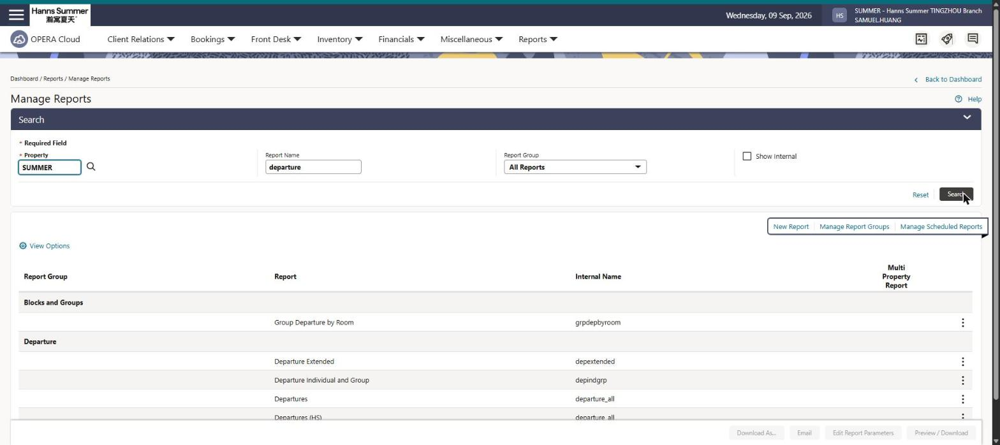 Hanns Summer
瀚寓夏天
Wednesday, 09 Sep, 2026
HS
SUMMER - Hanns Summer TINGZHOU Branch
SAMUEL.HUANG
OPERA Cloud
Client Relations
Bookings
Front Desk
Inventory
Financials
Miscellaneous
Reports
Dashboard / Reports / Manage Reports
Back to Dashboard
Manage Reports
Help
Search
* Required Field
* Property
SUMMER
Report Name
departure
Report Group
All Reports
Show Internal
Reset
Search
New Report
Manage Report Groups
Manage Scheduled Reports
View Options
Report Group
Report
Internal Name
Multi
Property
Report
Blocks and Groups
Group Departure by Room
grpdepbyroom
Departure
Departure Extended
depextended
Departure Individual and Group
depindgrp
Departures
departure_all
Departures (HS)
departure_all
Download As...
Email
Edit Report Parameters
Preview / Download